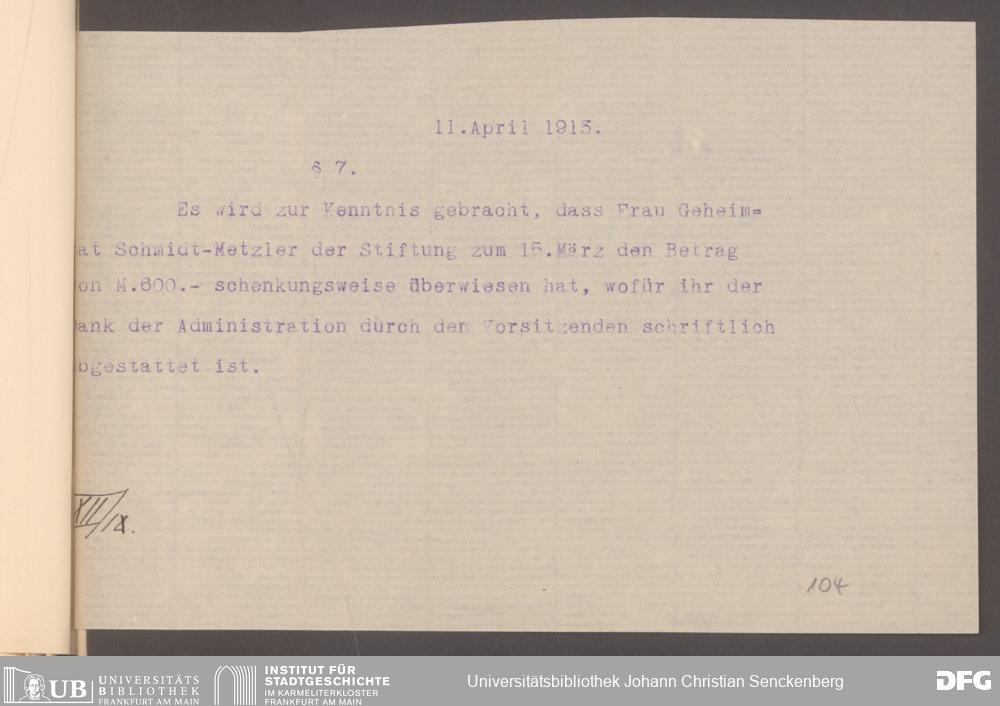 11.April 1913.
§ 7.
Es wird zur Kenntnis gebracht, dass Frau Geheim=
at Schmidt-Metzler der Stiftung zum 15.März den Betrag
on M.600.- schenkungsweise überwiesen hat, wofür ihr der
ank der Administration durch den Vorsitzenden schriftlich
bgestattet ist.
XII/IX.
104
UB UNIVERSITÄTS
BIBLIOTHEK
FRANKFURT AM MAIN
INSTITUT FÜR
STADTGESCHICHTE
IM KARMELITERKLOSTER
FRANKFURT AM MAIN
Universitätsbibliothek Johann Christian Senckenberg
DFG